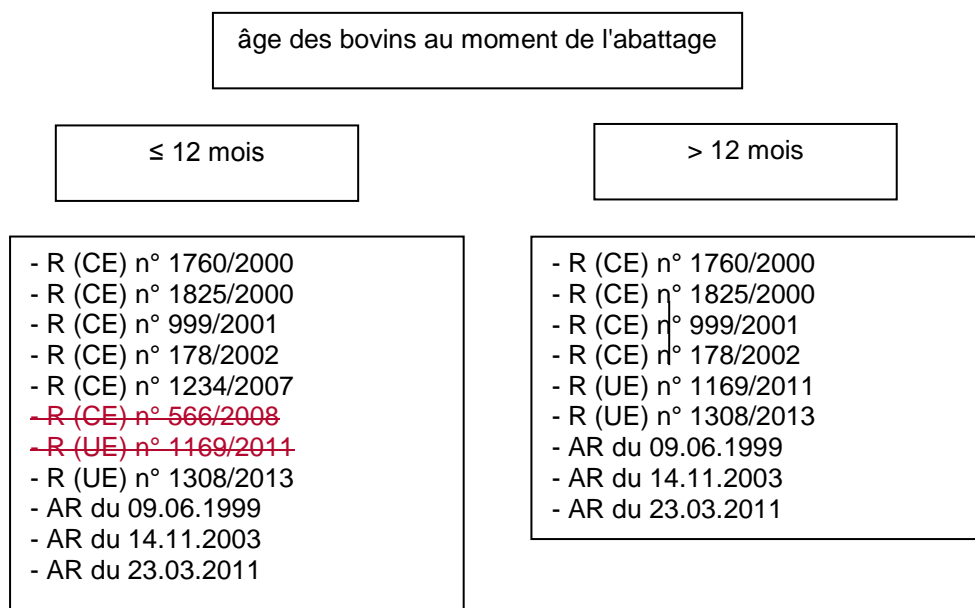 âge des bovins au moment de l'abattage
≤ 12 mois
> 12 mois
- R (CE) n° 1760/2000
- R (CE) n° 1825/2000
- R (CE) n° 999/2001
- R (CE) n° 178/2002
- R (CE) n° 1234/2007
- R (CE) n° 566/2008
- R (UE) n° 1169/2011
- R (UE) n° 1308/2013
- AR du 09.06.1999
- AR du 14.11.2003
- AR du 23.03.2011
- R (CE) n° 1760/2000
- R (CE) n° 1825/2000
- R (CE) n° 999/2001
- R (CE) n° 178/2002
- R (UE) n° 1169/2011
- R (UE) n° 1308/2013
- AR du 09.06.1999
- AR du 14.11.2003
- AR du 23.03.2011